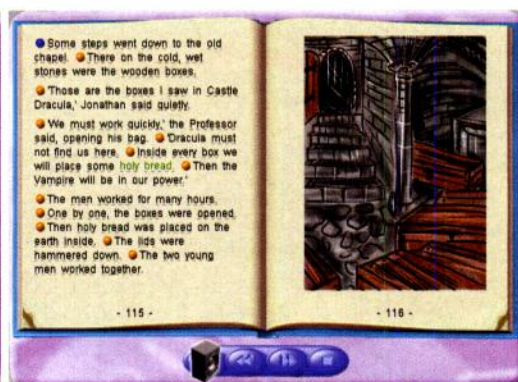 Some steps went down to the old
chapel. There on the cold, wet
stones were the wooden boxes.
'Those are the boxes I saw in Castle
Dracula,' Jonathan said quietly.
'We must work quickly,' the Professor
said, opening his bag. 'Dracula must
not find us here. Inside every box we
will place some holy bread. Then the
Vampire will be in our power.'
The men worked for many hours.
One by one, the boxes were opened.
Then holy bread was placed on the
earth inside. The lids were
hammered down. The two young
men worked together.
- 115 -
- 116 -